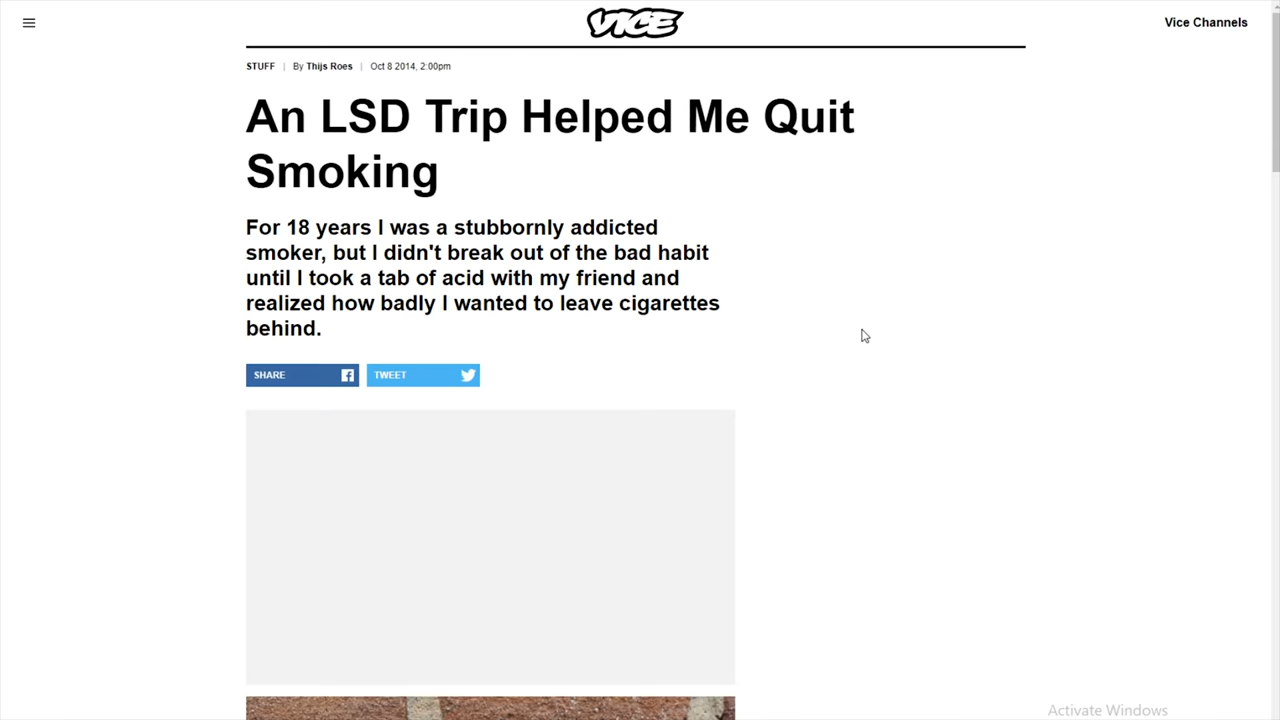 VICE
Vice Channels
STUFF | By Thijs Roes | Oct 8 2014, 2:00pm
An LSD Trip Helped Me Quit
Smoking
For 18 years I was a stubbornly addicted
smoker, but I didn't break out of the bad habit
until I took a tab of acid with my friend and
realized how badly I wanted to leave cigarettes
behind.
SHARE
TWEET
Activate Windows